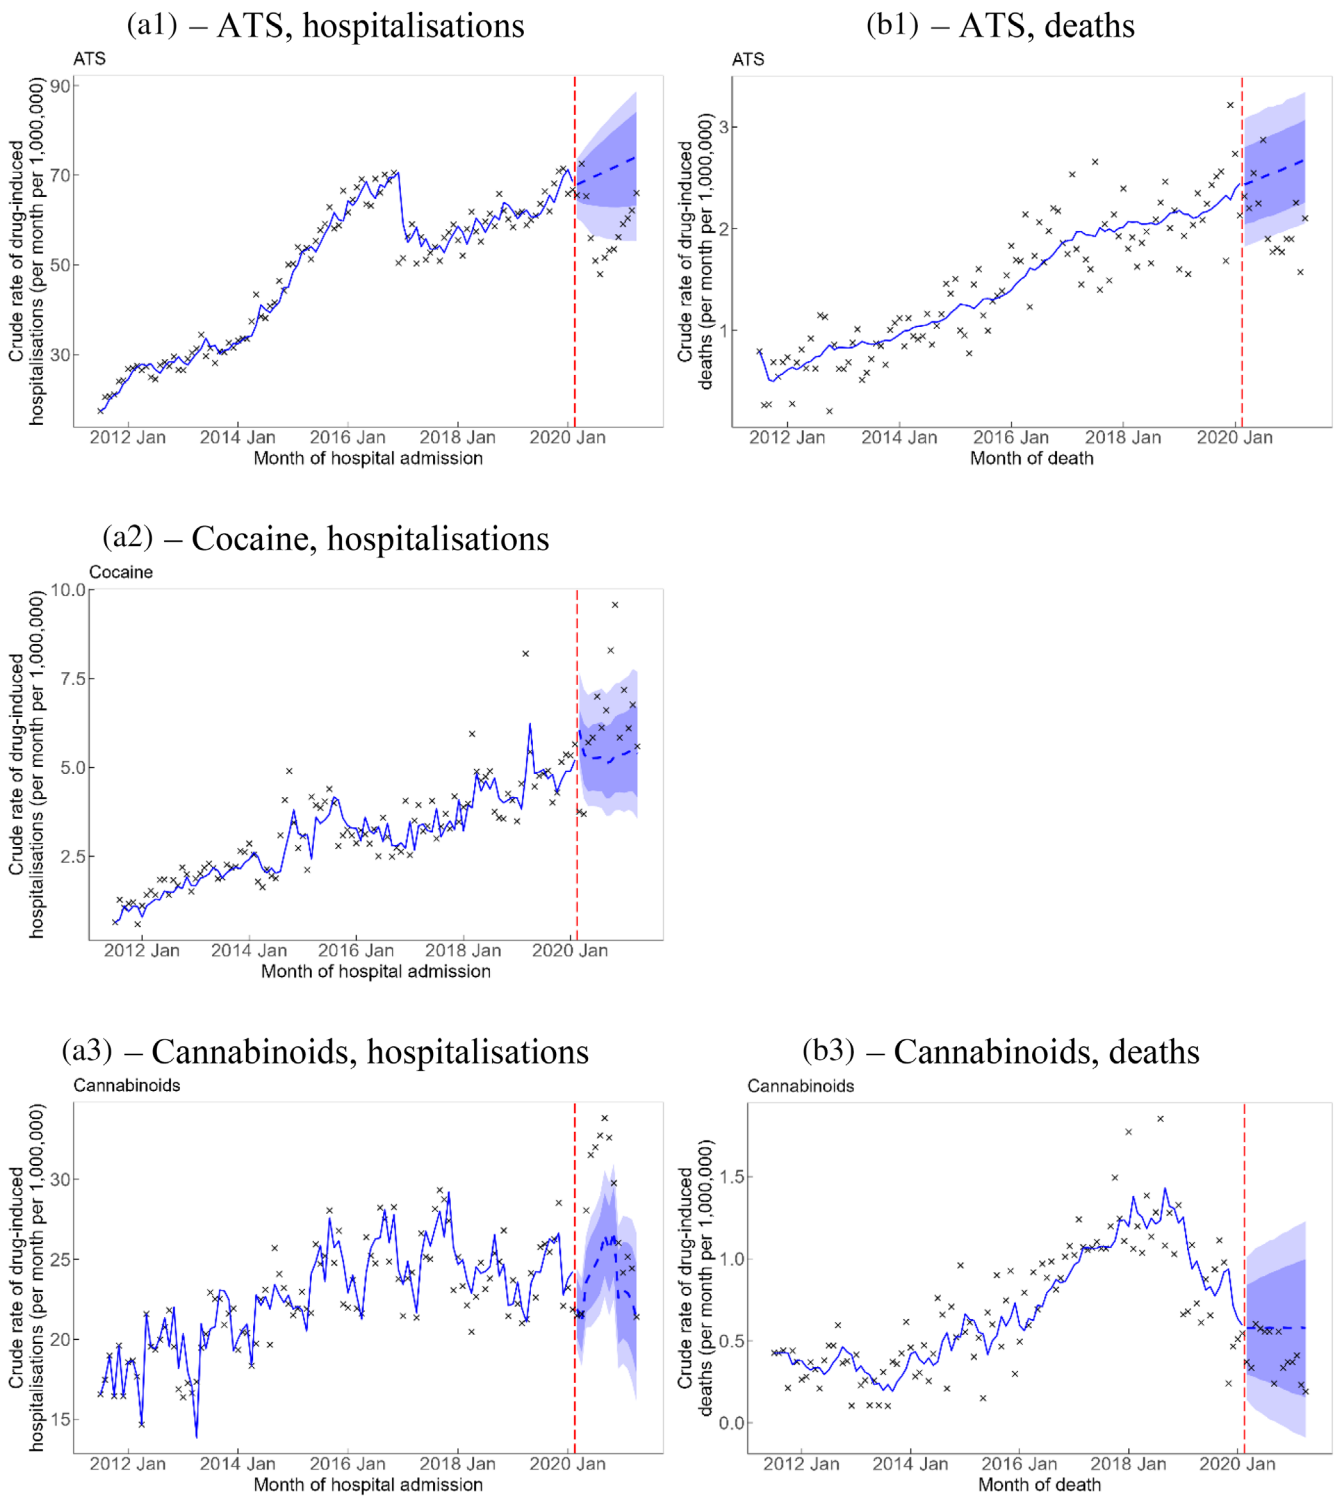 (a1) – ATS, hospitalisations
ATS
Crude rate of drug-induced
hospitalisations (per month per 1,000,000)
90
70
50
30
2012 Jan 2014 Jan 2016 Jan 2018 Jan 2020 Jan
Month of hospital admission
(b1) – ATS, deaths
ATS
Crude rate of drug-induced
deaths (per month per 1,000,000)
3
2
1
2012 Jan 2014 Jan 2016 Jan 2018 Jan 2020 Jan
Month of death
(a2) – Cocaine, hospitalisations
Cocaine
Crude rate of drug-induced
hospitalisations (per month per 1,000,000)
10.0
7.5
5.0
2.5
2012 Jan 2014 Jan 2016 Jan 2018 Jan 2020 Jan
Month of hospital admission
(a3) – Cannabinoids, hospitalisations
Cannabinoids
Crude rate of drug-induced
hospitalisations (per month per 1,000,000)
30
25
20
15
2012 Jan 2014 Jan 2016 Jan 2018 Jan 2020 Jan
Month of hospital admission
(b3) – Cannabinoids, deaths
Cannabinoids
Crude rate of drug-induced
deaths (per month per 1,000,000)
1.5
1.0
0.5
0.0
2012 Jan 2014 Jan 2016 Jan 2018 Jan 2020 Jan
Month of death